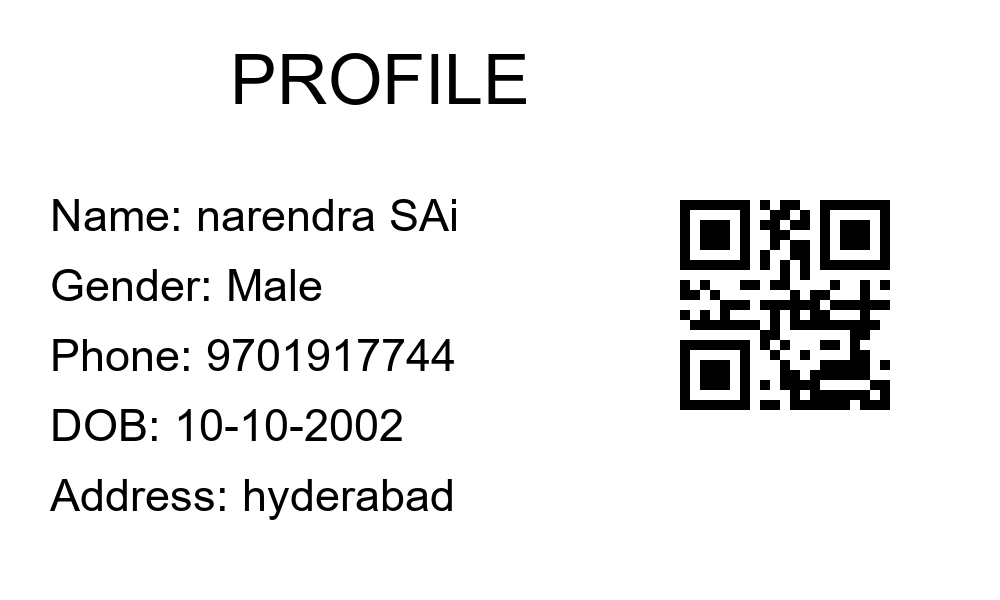 PROFILE
Name: narendra SAi
Gender: Male
Phone: 9701917744
DOB: 10-10-2002
Address: hyderabad